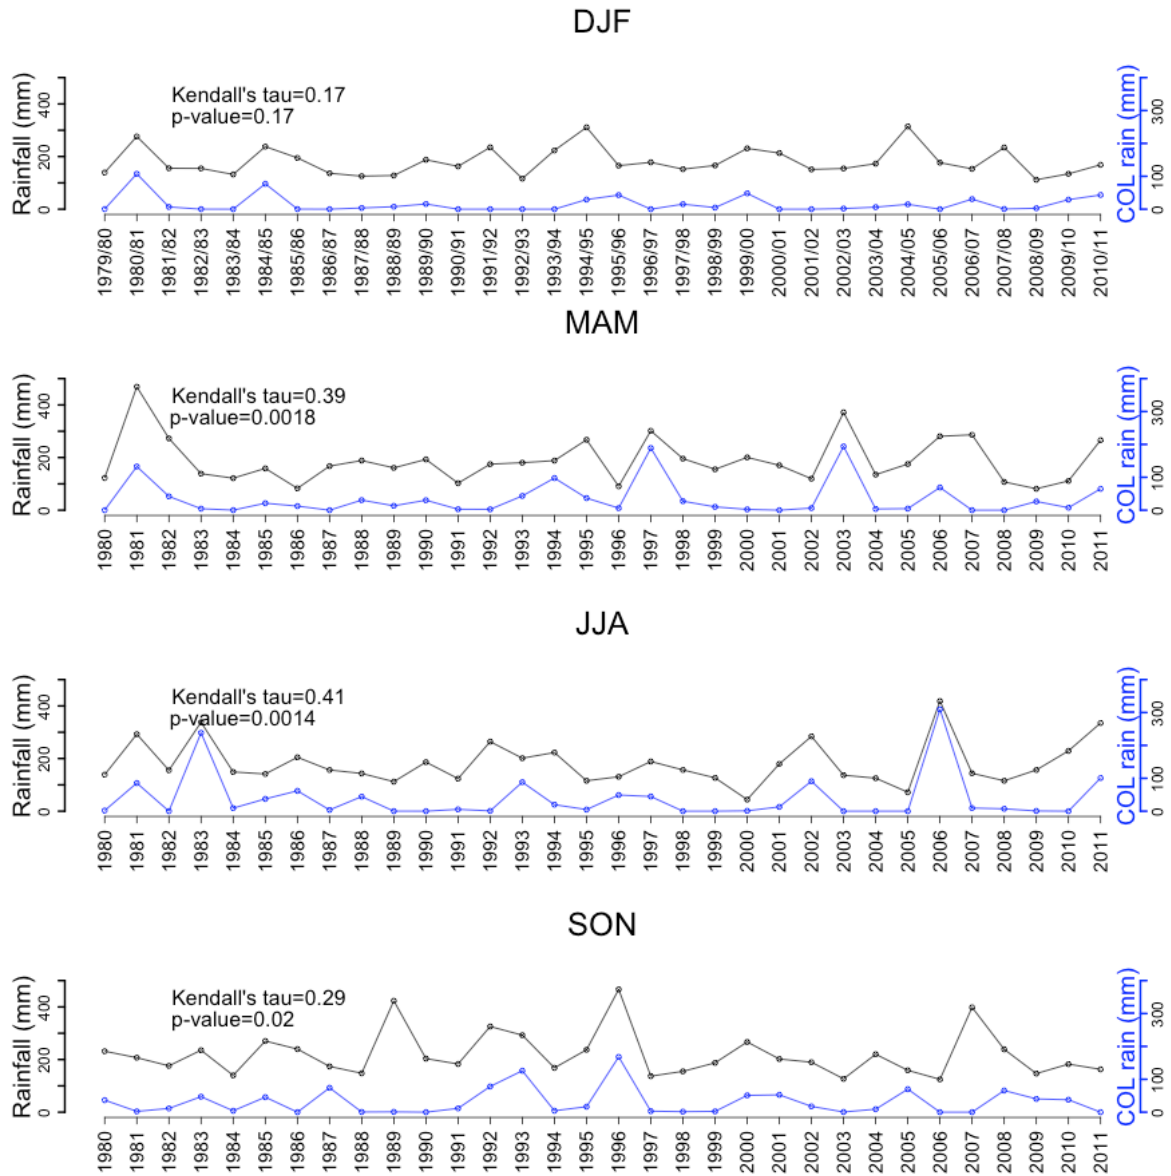 DJF
Kendall's tau=0.17
p-value=0.17
Rainfall (mm)
0 200 400
COL rain (mm)
0 100 300
1979/80 1980/81 1981/82 1982/83 1983/84 1984/85 1985/86 1986/87 1987/88 1988/89 1989/90 1990/91 1991/92 1992/93 1993/94 1994/95 1995/96 1996/97 1997/98 1998/99 1999/00 2000/01 2001/02 2002/03 2003/04 2004/05 2005/06 2006/07 2007/08 2008/09 2009/10 2010/11
MAM
Kendall's tau=0.39
p-value=0.0018
Rainfall (mm)
0 200 400
COL rain (mm)
0 100 300
1980 1981 1982 1983 1984 1985 1986 1987 1988 1989 1990 1991 1992 1993 1994 1995 1996 1997 1998 1999 2000 2001 2002 2003 2004 2005 2006 2007 2008 2009 2010 2011
JJA
Kendall's tau=0.41
p-value=0.0014
Rainfall (mm)
0 200 400
COL rain (mm)
0 100 300
1980 1981 1982 1983 1984 1985 1986 1987 1988 1989 1990 1991 1992 1993 1994 1995 1996 1997 1998 1999 2000 2001 2002 2003 2004 2005 2006 2007 2008 2009 2010 2011
SON
Kendall's tau=0.29
p-value=0.02
Rainfall (mm)
0 200 400
COL rain (mm)
0 100 300
1980 1981 1982 1983 1984 1985 1986 1987 1988 1989 1990 1991 1992 1993 1994 1995 1996 1997 1998 1999 2000 2001 2002 2003 2004 2005 2006 2007 2008 2009 2010 2011